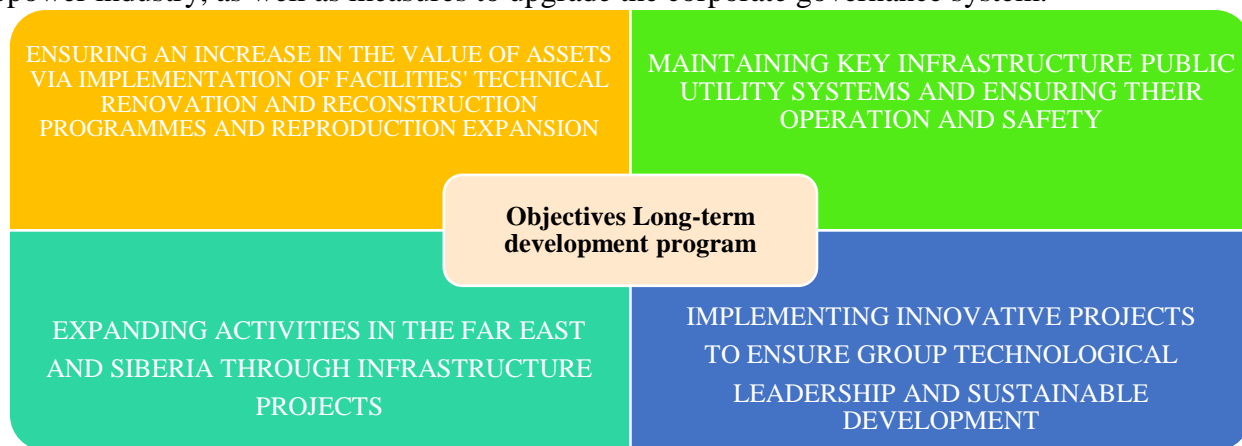 power industry, as well as measures to upgrade the corporate governance system.
ENSURING AN INCREASE IN THE VALUE OF ASSETS
VIA IMPLEMENTATION OF FACILITIES' TECHNICAL
RENOVATION AND RECONSTRUCTION
PROGRAMMES AND REPRODUCTION EXPANSION
MAINTAINING KEY INFRASTRUCTURE PUBLIC
UTILITY SYSTEMS AND ENSURING THEIR
OPERATION AND SAFETY
Objectives Long-term
development program
EXPANDING ACTIVITIES IN THE FAR EAST
AND SIBERIA THROUGH INFRASTRUCTURE
PROJECTS
IMPLEMENTING INNOVATIVE PROJECTS
TO ENSURE GROUP TECHNOLOGICAL
LEADERSHIP AND SUSTAINABLE
DEVELOPMENT